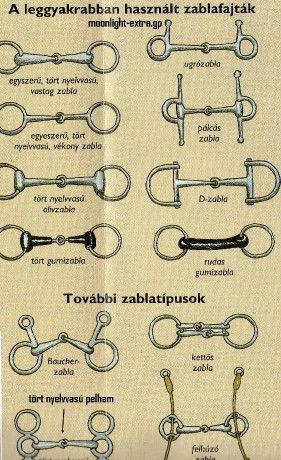 A leggyakrabban használt zablafajták
moonlight-extra.gp
egyszerű, tört nyelvvasú,
vastag zabla
ugrózabla
egyeszerű, tört
nyelvvasú, vékony zabla
pálcás
zabla
tört nyelvvasú
olivzabla
D-zabla
tört gumizabla
rudas
gumizabla
További zablatípusok
Baucher-
zabla
kettős
zabla
tört nyelvvasú pelham
felhúzó
zabla